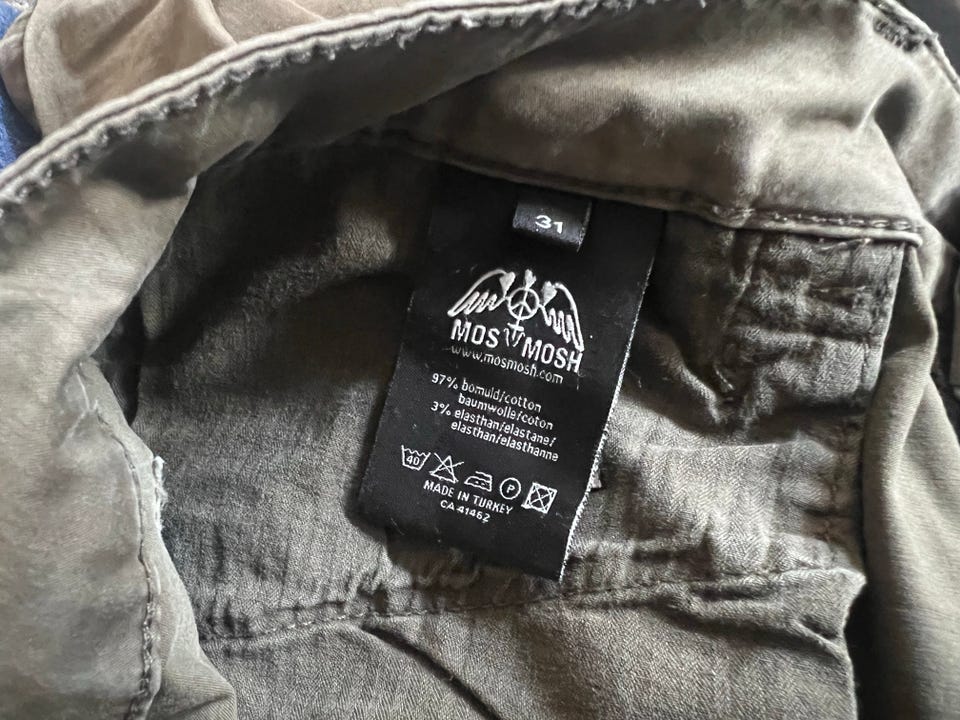 31
MOS MOSH
www.mosmosh.com
97% bomuld/cotton
baumwolle/coton
3% elasthan/elastane/
elasthan/elasthanne
40
P
MADE IN TURKEY
CA 41462